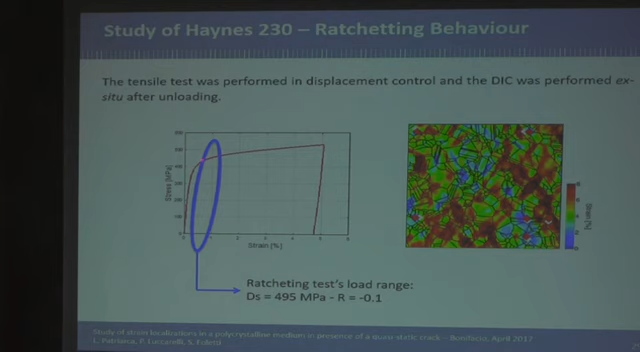 Study of Haynes 230 – Ratchetting Behaviour
The tensile test was performed in displacement control and the DIC was performed ex-
situ after unloading.
Stress [MPa]
Strain [%]
Strain [%]
Ratcheting test's load range:
Ds = 495 MPa - R = -0.1
Study of strain localizations in a polycrystalline medium in presence of a quasi-static crack – Bonifacio, April 2017
L. Patriarca, P. Luccarelli, S. Foletti